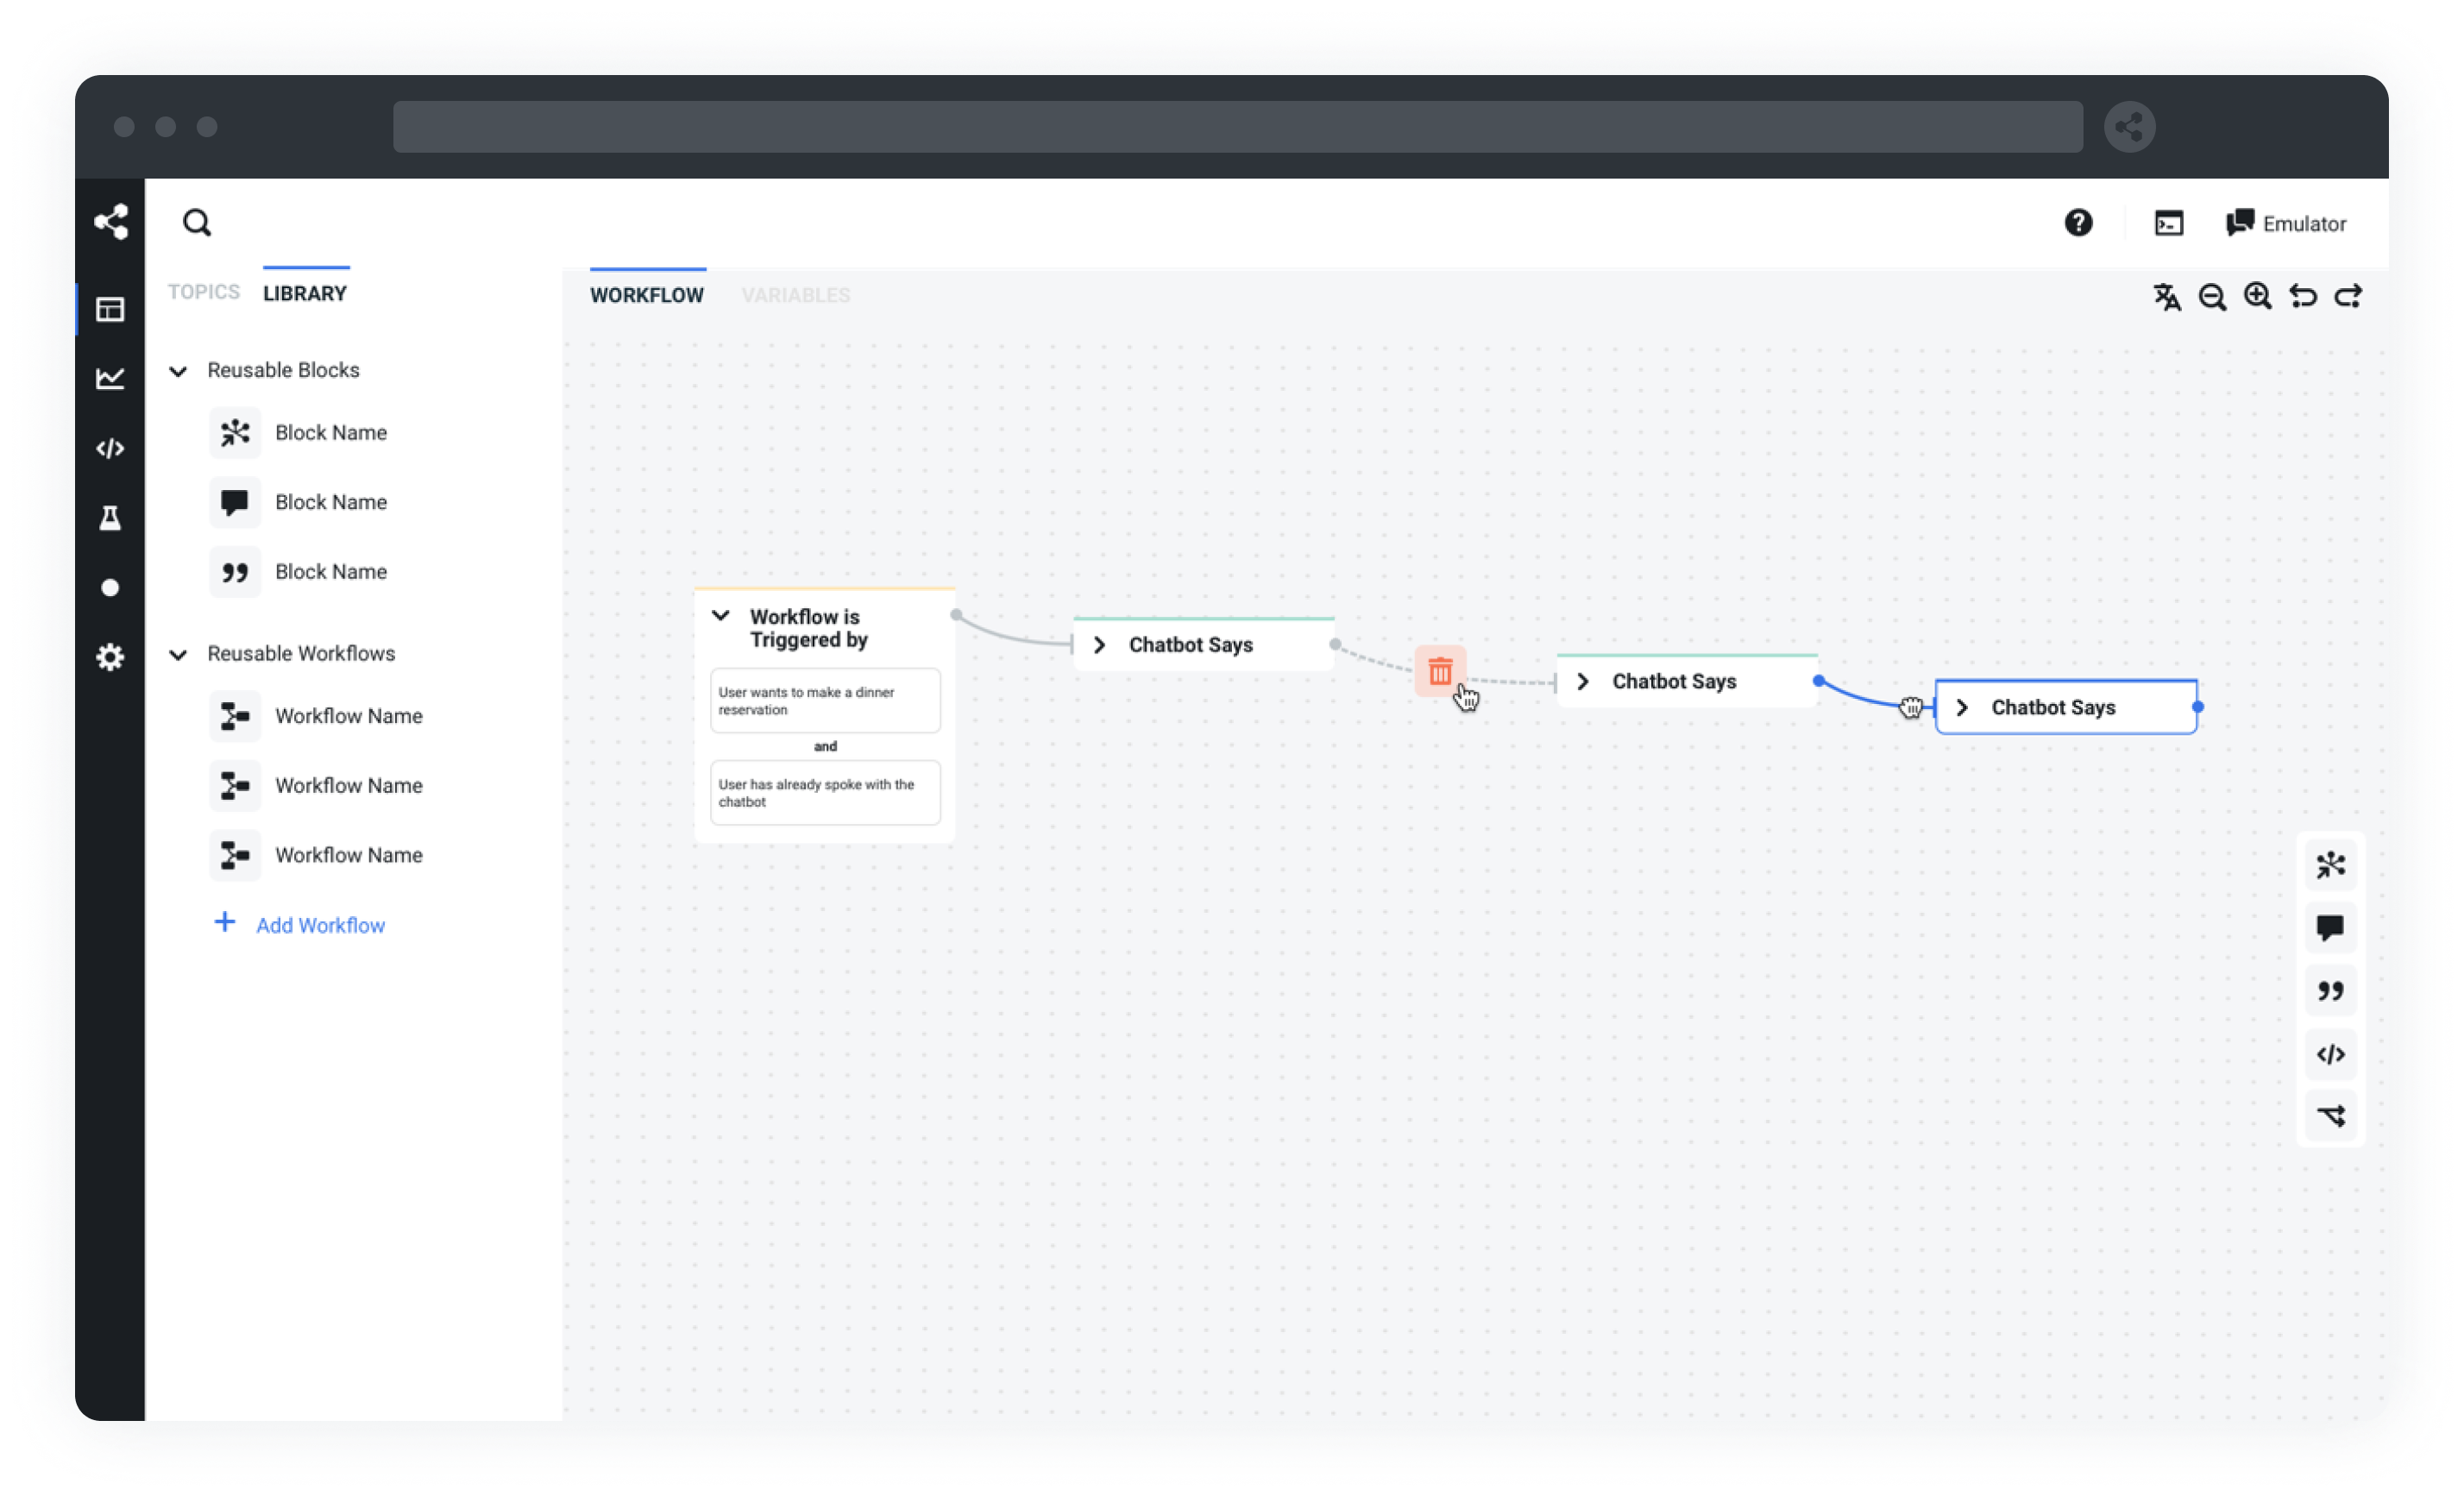 Emulator
TOPICS LIBRARY
WORKFLOW VARIABLES
Reusable Blocks
Block Name
Block Name
Block Name
Reusable Workflows
Workflow Name
Workflow Name
Workflow Name
Add Workflow
Workflow is
Triggered by
User wants to make a dinner
reservation
and
User has already spoke with the
chatbot
Chatbot Says
Chatbot Says
Chatbot Says